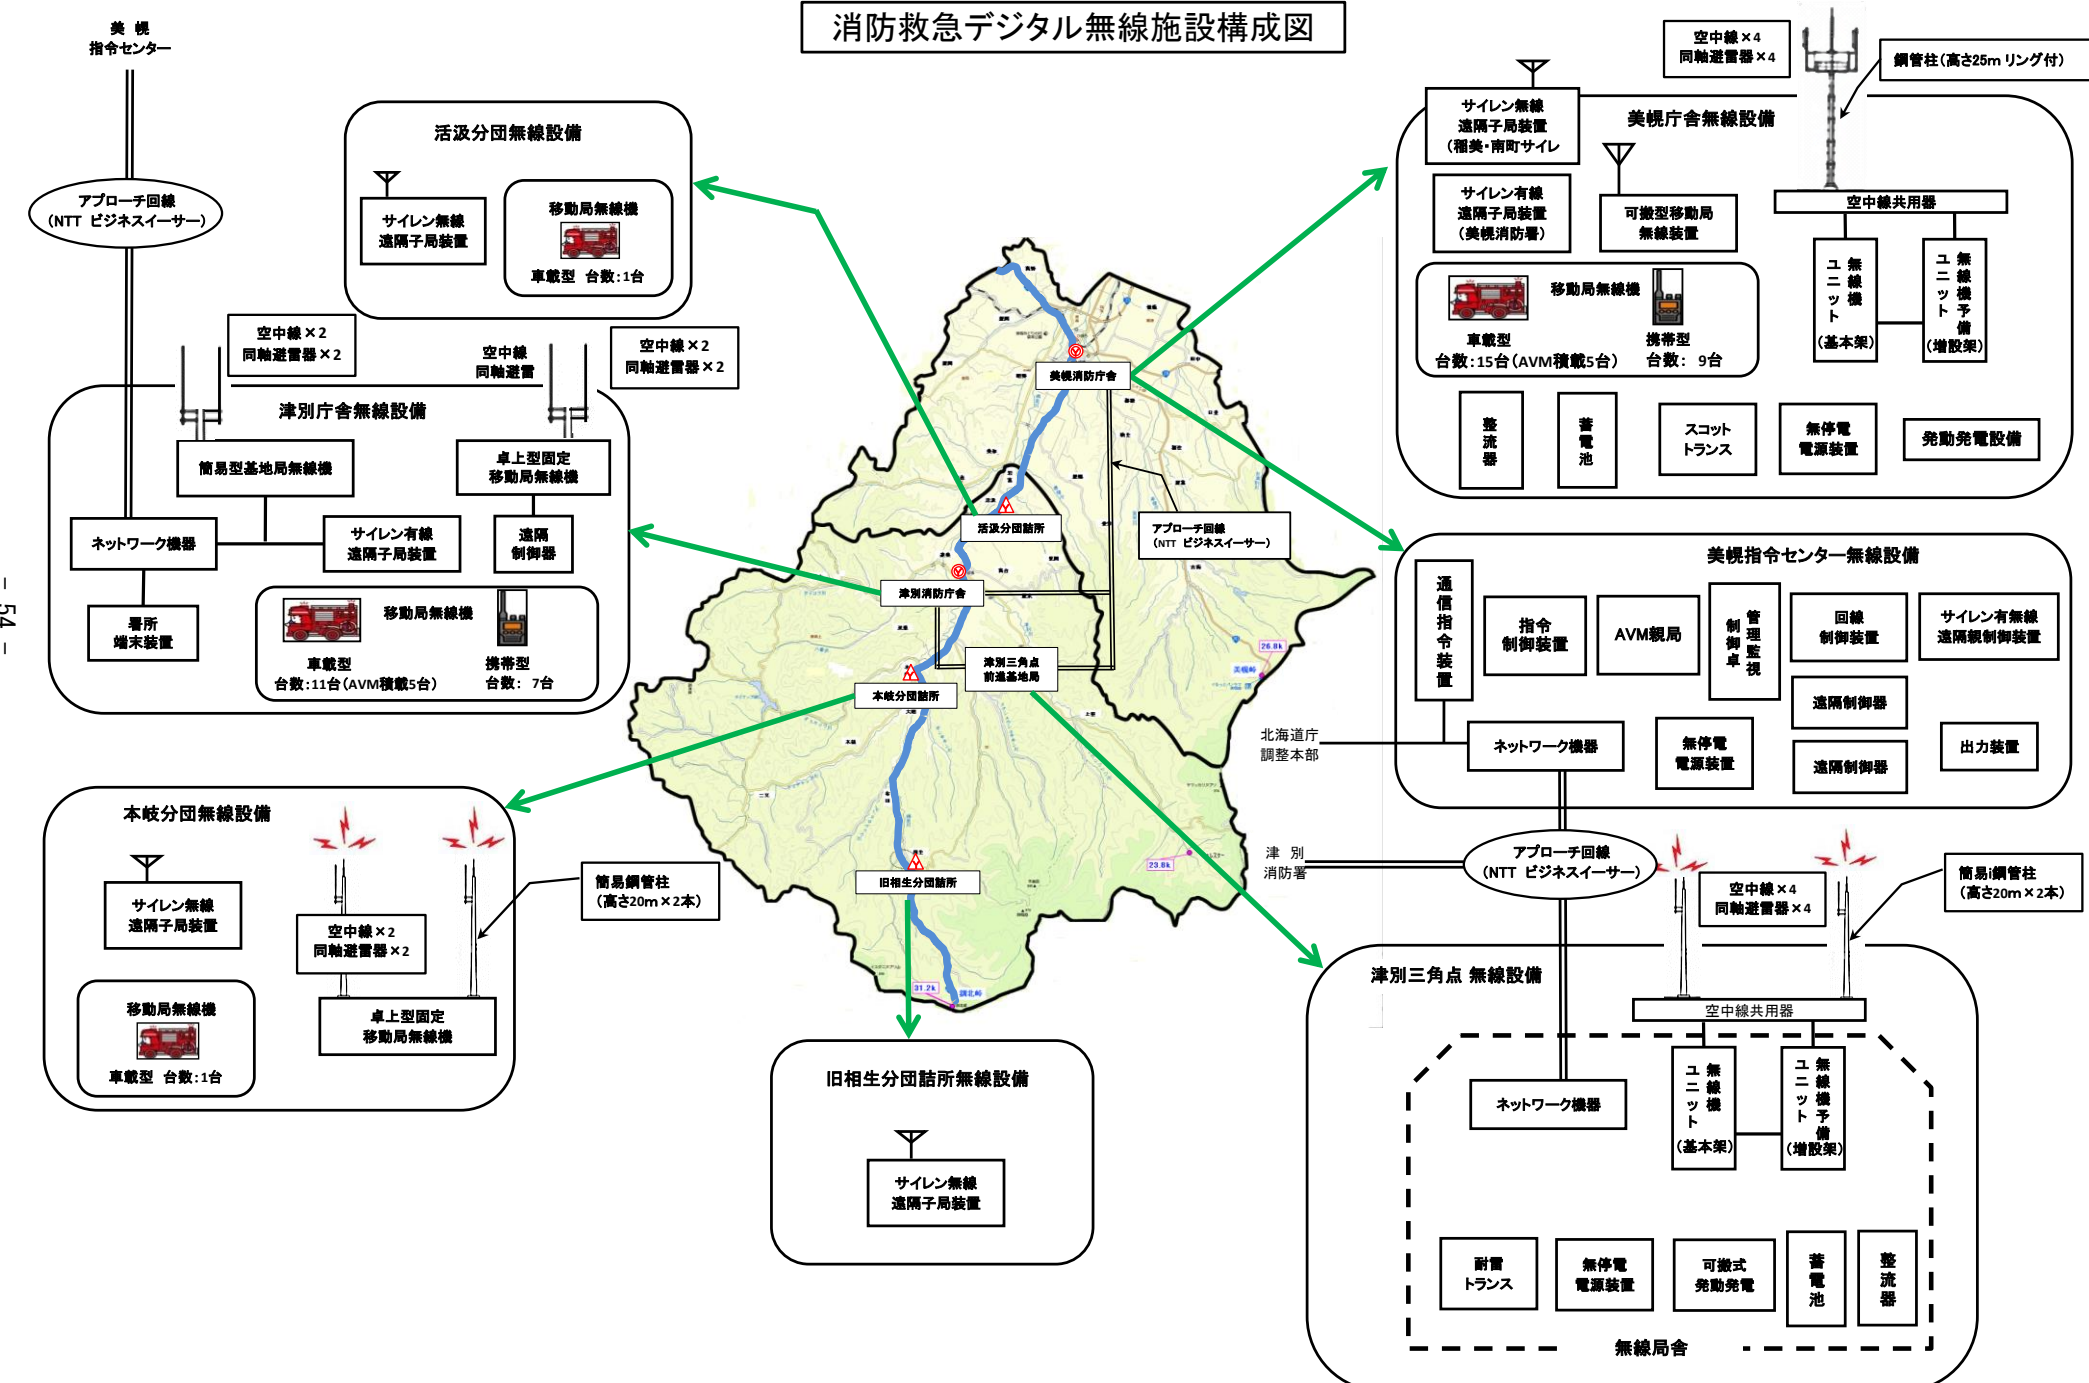 消防救急デジタル無線施設構成図
美 幌
指令センター
アプローチ回線
(NTT ビジネスイーサー)
活汲分団無線設備
サイレン無線
遠隔子局装置
移動局無線機
車載型 台数:1台
空中線×2
同軸避雷器×2
空中線
同軸避雷
空中線×2
同軸避雷器×2
津別庁舎無線設備
簡易型基地局無線機
卓上型固定
移動局無線機
ネットワーク機器
サイレン有線
遠隔子局装置
遠隔
制御器
署所
端末装置
移動局無線機
車載型
台数:11台(AVM積載5台)
携帯型
台数: 7台
- 54 -
本岐分団無線設備
サイレン無線
遠隔子局装置
空中線×2
同軸避雷器×2
簡易鋼管柱
(高さ20m×2本)
移動局無線機
車載型 台数:1台
卓上型固定
移動局無線機
美幌消防庁舎
活汲分団詰所
アプローチ回線
(NTT ビジネスイーサー)
津別消防庁舎
津別三角点
前進基地局
本岐分団詰所
旧相生分団詰所
26.8k
美幌峠
23.8k
31.2k
釧北峠
旧相生分団詰所無線設備
サイレン無線
遠隔子局装置
空中線×4
同軸避雷器×4
鋼管柱(高さ25m リング付)
美幌庁舎無線設備
サイレン無線
遠隔子局装置
(稲美・南町サイレ
サイレン有線
遠隔子局装置
(美幌消防署)
可搬型移動局
無線装置
空中線共用器
無線機
ユニット
(基本架)
無線機予備
ユニット
(増設架)
移動局無線機
車載型
台数:15台(AVM積載5台)
携帯型
台数: 9台
整流器
蓄電池
スコット
トランス
無停電
電源装置
発動発電設備
美幌指令センター無線設備
通信指令装置
指令
制御装置
AVM親局
管理監視
制御卓
回線
制御装置
サイレン有無線
遠隔親制御装置
遠隔制御器
北海道庁
調整本部
ネットワーク機器
無停電
電源装置
遠隔制御器
出力装置
津 別
消防署
アプローチ回線
(NTT ビジネスイーサー)
空中線×4
同軸避雷器×4
簡易i鋼管柱
(高さ20m×2本)
津別三角点 無線設備
空中線共用器
ネットワーク機器
無線機
ユニット
(基本架)
無線機予備
ユニット
(増設架)
耐雷
トランス
無停電
電源装置
可搬式
発動発電
蓄電池
整流器
無線局舎